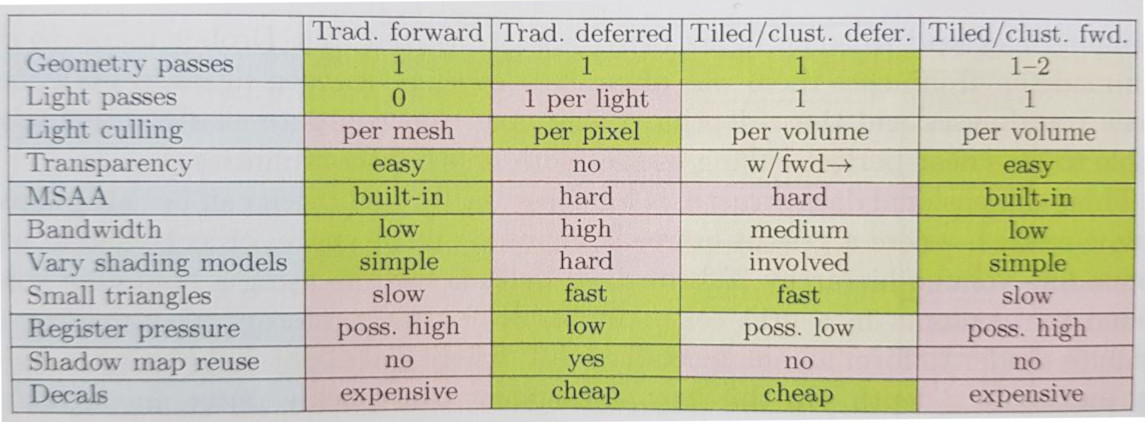 Trad. forward Trad. deferred Tiled/clust. defer. Tiled/clust. fwd.
Geometry passes 1 1 1 1–2
Light passes 0 1 per light 1 1
Light culling per mesh per pixel per volume per volume
Transparency easy no w/fwd→ easy
MSAA built-in hard hard built-in
Bandwidth low high medium low
Vary shading models simple hard involved simple
Small triangles slow fast fast slow
Register pressure poss. high low poss. low poss. high
Shadow map reuse no yes no no
Decals expensive cheap cheap expensive